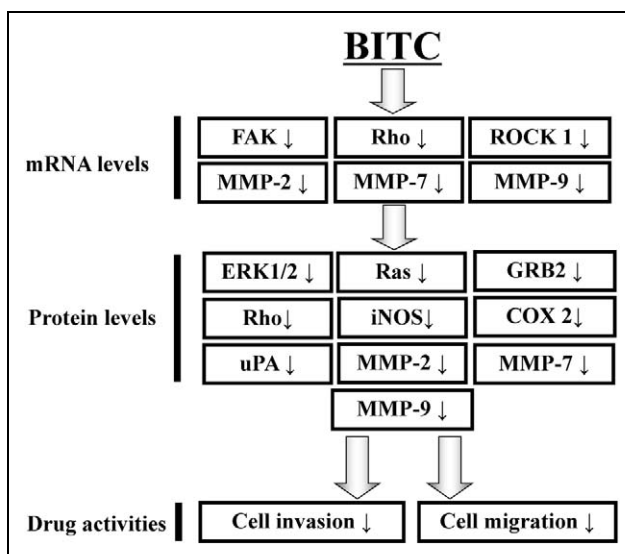 BITC
mRNA levels
FAK ↓ Rho ↓ ROCK 1 ↓
MMP-2 ↓ MMP-7 ↓ MMP-9 ↓
Protein levels
ERK1/2 ↓ Ras ↓ GRB2 ↓
Rho↓ iNOS↓ COX 2↓
uPA ↓ MMP-2 ↓ MMP-7 ↓
MMP-9 ↓
Drug activities
Cell invasion ↓ Cell migration ↓